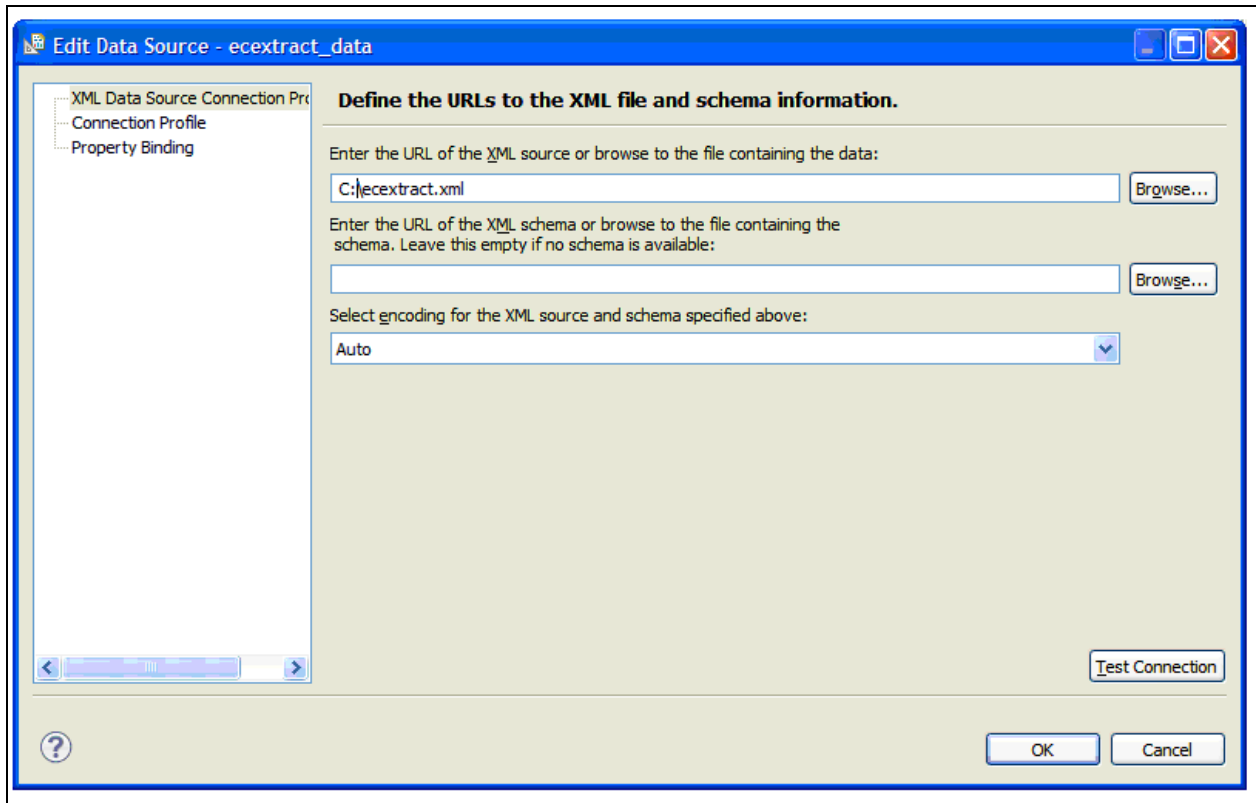 Edit Data Source - ecextract_data
XML Data Source Connection Pro
Connection Profile
Property Binding
Define the URLs to the XML file and schema information.
Enter the URL of the XML source or browse to the file containing the data:
C:\ecextract.xml
Browse...
Enter the URL of the XML schema or browse to the file containing the
schema. Leave this empty if no schema is available:
Browse...
Select encoding for the XML source and schema specified above:
Auto
Test Connection
?
OK
Cancel